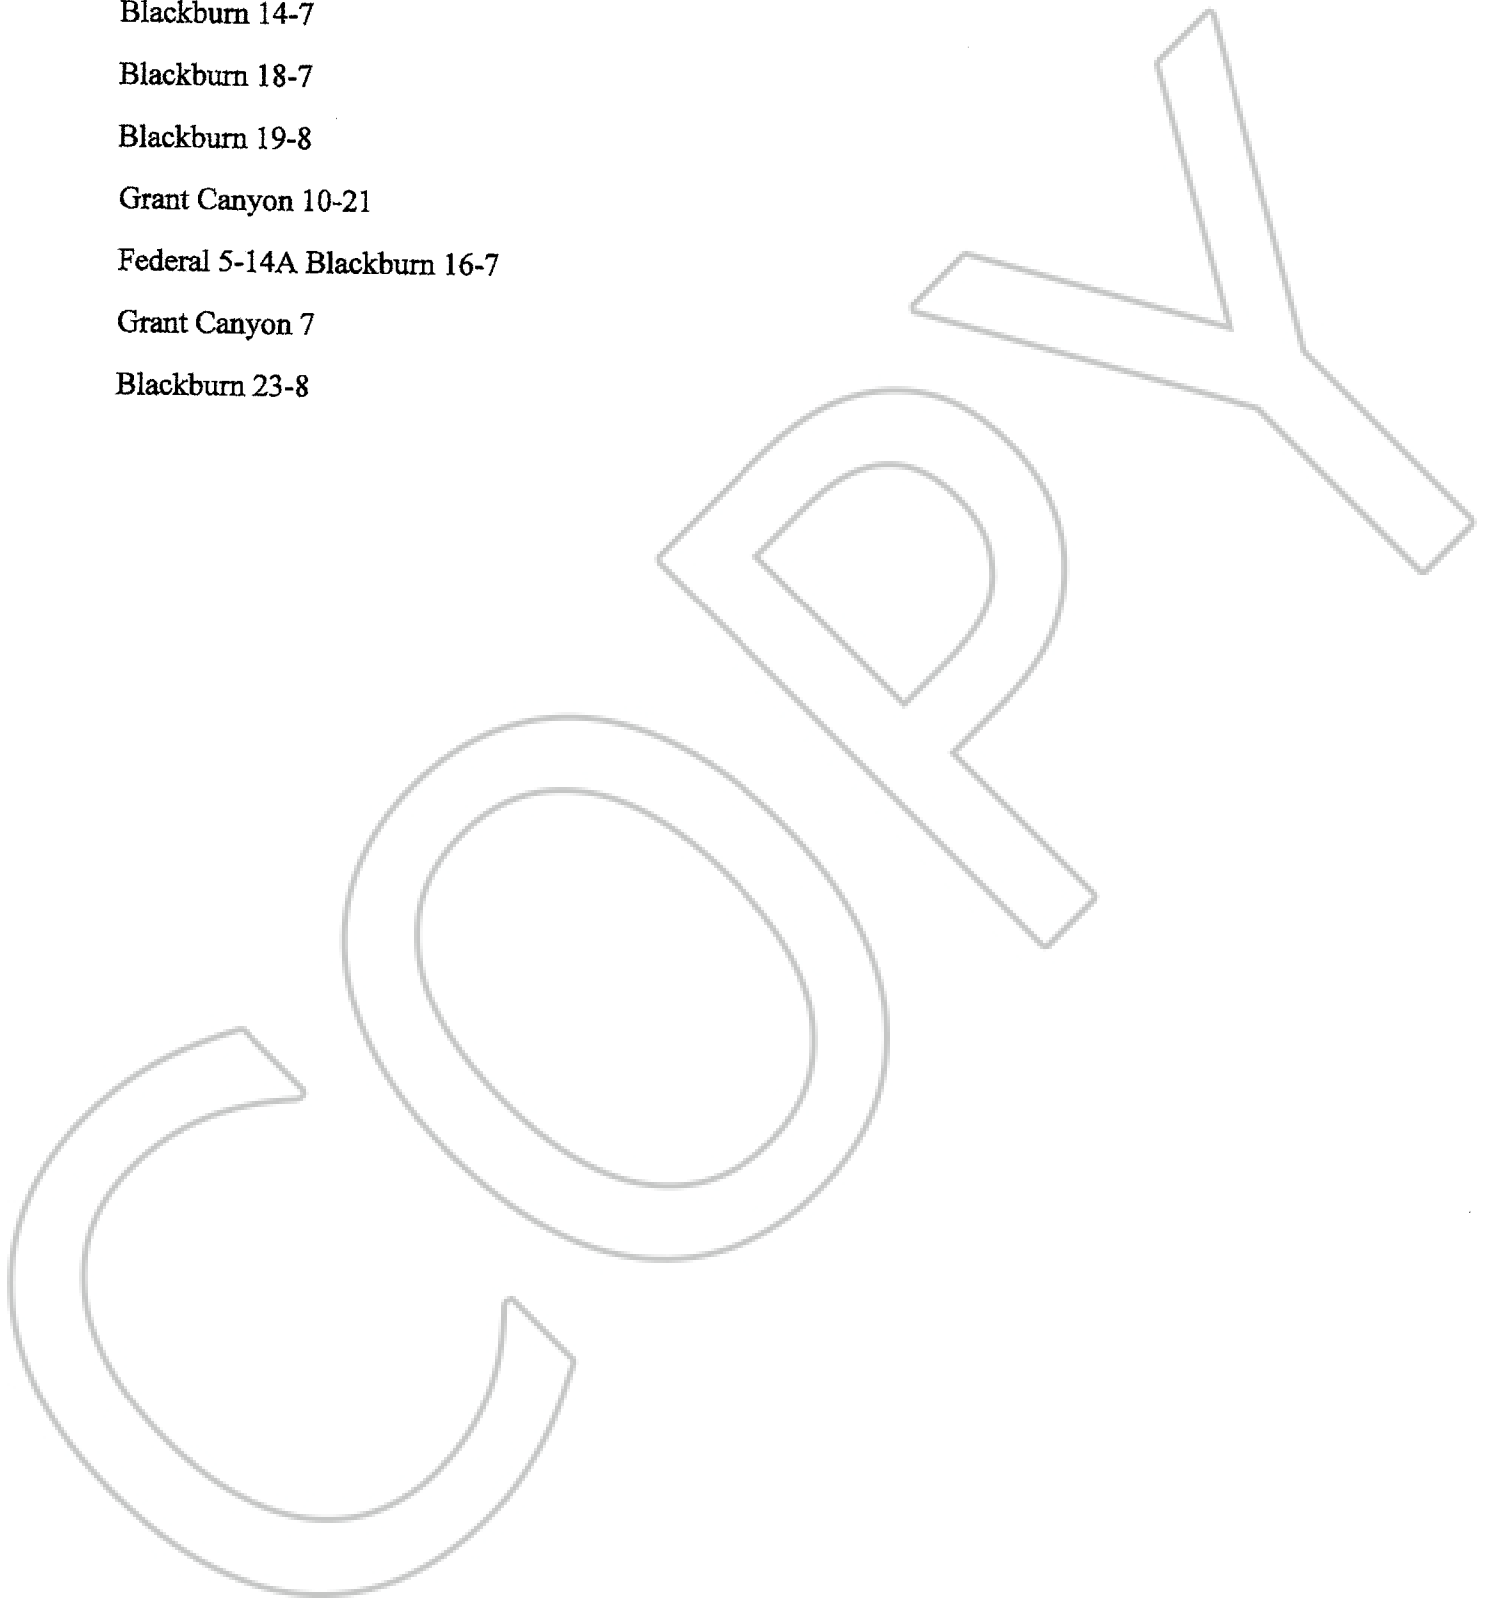 Blackburn 14-7
Blackburn 18-7
Blackburn 19-8
Grant Canyon 10-21
Federal 5-14A Blackburn 16-7
Grant Canyon 7
Blackburn 23-8
COPY